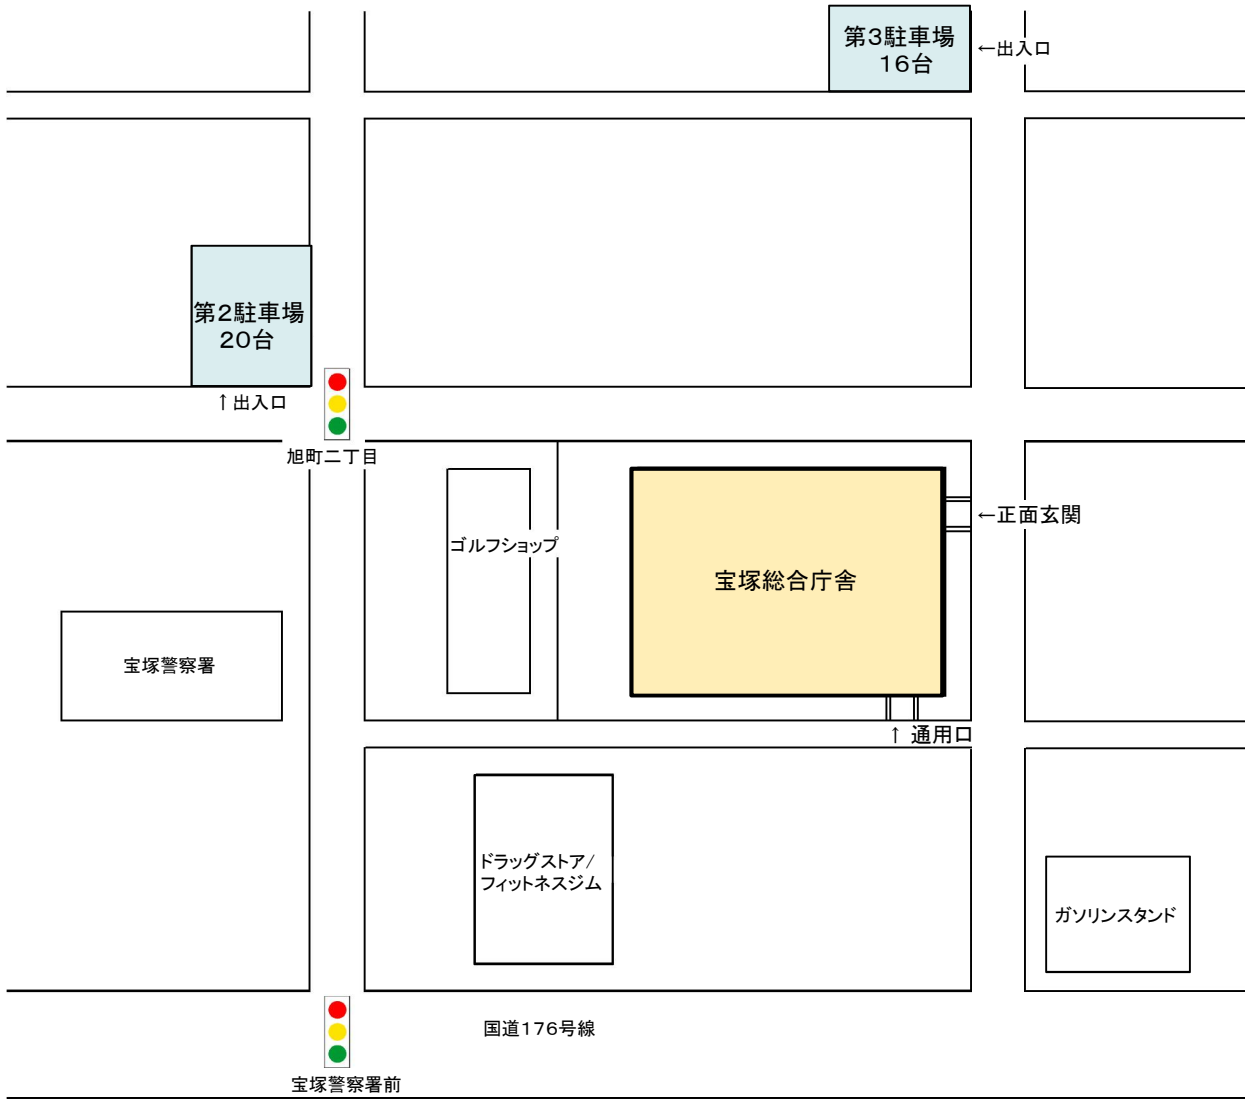 第3駐車場
16台
←出入口
第2駐車場
20台
↑出入口
旭町二丁目
ゴルフショップ
宝塚総合庁舎
←正面玄関
宝塚警察署
↑ 通用口
ドラッグストア/
フィットネスジム
ガソリンスタンド
国道176号線
宝塚警察署前